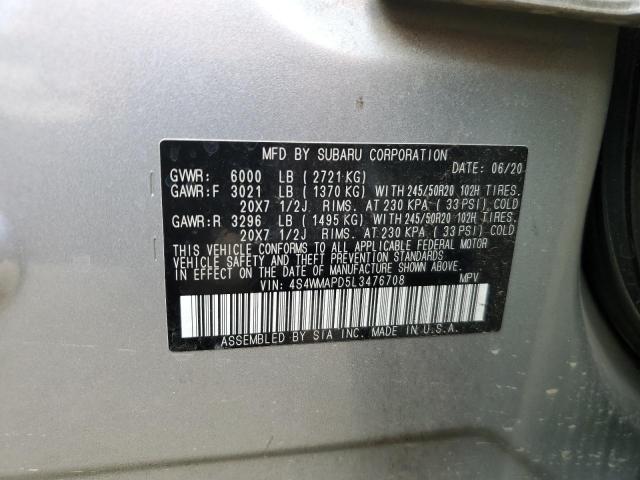 MFD BY SUBARU CORPORATION
DATE: 06/20
GVWR: 6000 LB (2721 KG)
GAWR:F 3021 LB (1370 KG) WITH 245/50R20 102H TIRES.
20X7 1/2J RIMS. AT 230 KPA (33 PSI) COLD
GAWR:R 3296 LB (1495 KG) WITH 245/50R20 102H TIRES.
20X7 1/2J RIMS. AT 230 KPA (33 PSI) COLD
THIS VEHICLE CONFORMS TO ALL APPLICABLE FEDERAL MOTOR
VEHICLE SAFETY AND THEFT PREVENTION STANDARDS
IN EFFECT ON THE DATE OF MANUFACTURE SHOWN ABOVE.
VIN: 4S4WMAPD5L3476708 MPV
ASSEMBLED BY SIA INC. MADE IN U.S.A.